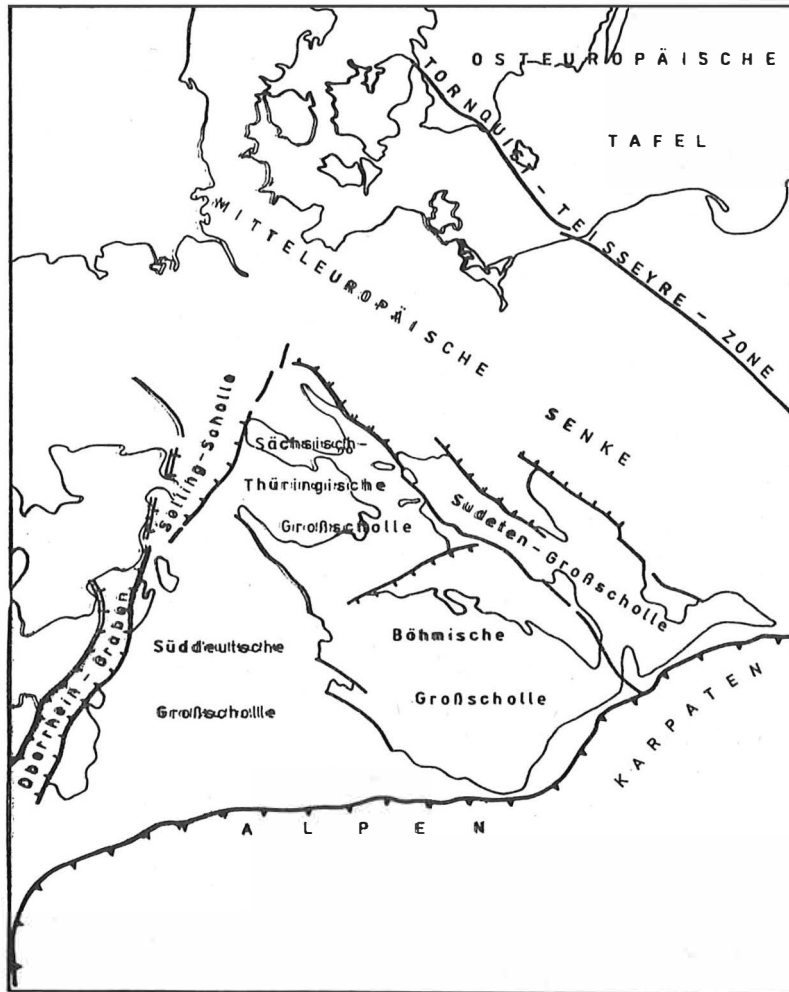 OSTEUROPÄISCHE
TAFEL
TORNQUIST-TEISSEYRE-ZONE
MITTELEUROPÄISCHE
SENKE
Solling-Scholle
Sächsisch-
Thüringische
Großscholle
Sudeten-Großscholle
Oberrhein-Graben
Süddeutsche
Großscholle
Böhmische
Großscholle
KARPATEN
ALPEN